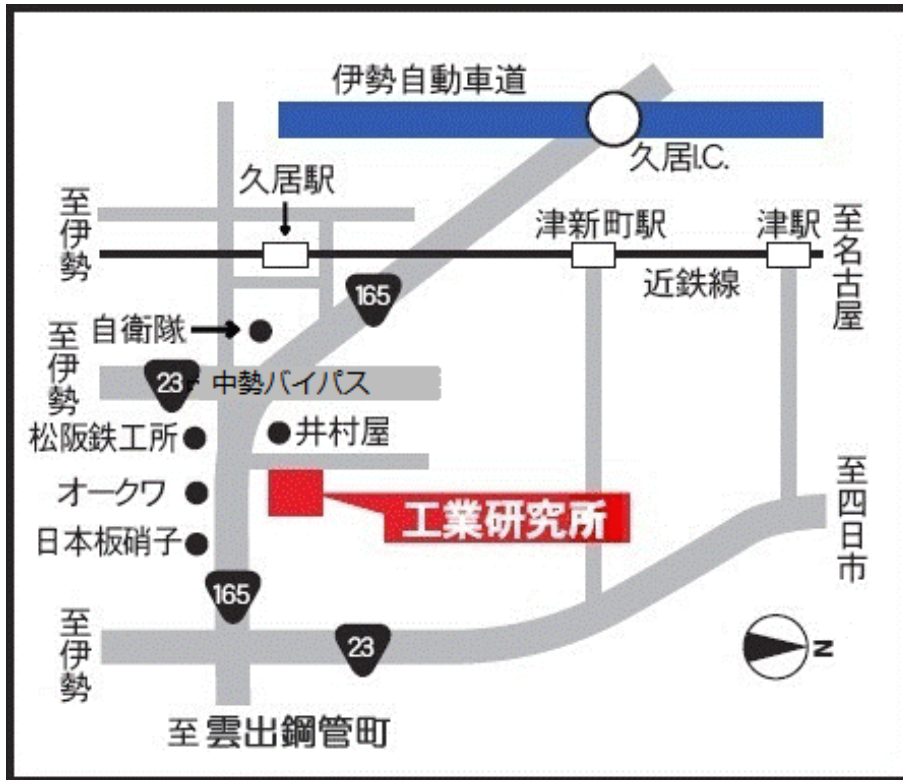 伊勢自動車道
久居I.C.
久居駅
至伊勢
津新町駅
津駅
至名古屋
近鉄線
165
自衛隊
至伊勢
23
中勢バイパス
松阪鉄工所
井村屋
オークワ
工業研究所
至四日市
日本板硝子
165
至伊勢
23
N
至 雲出鋼管町